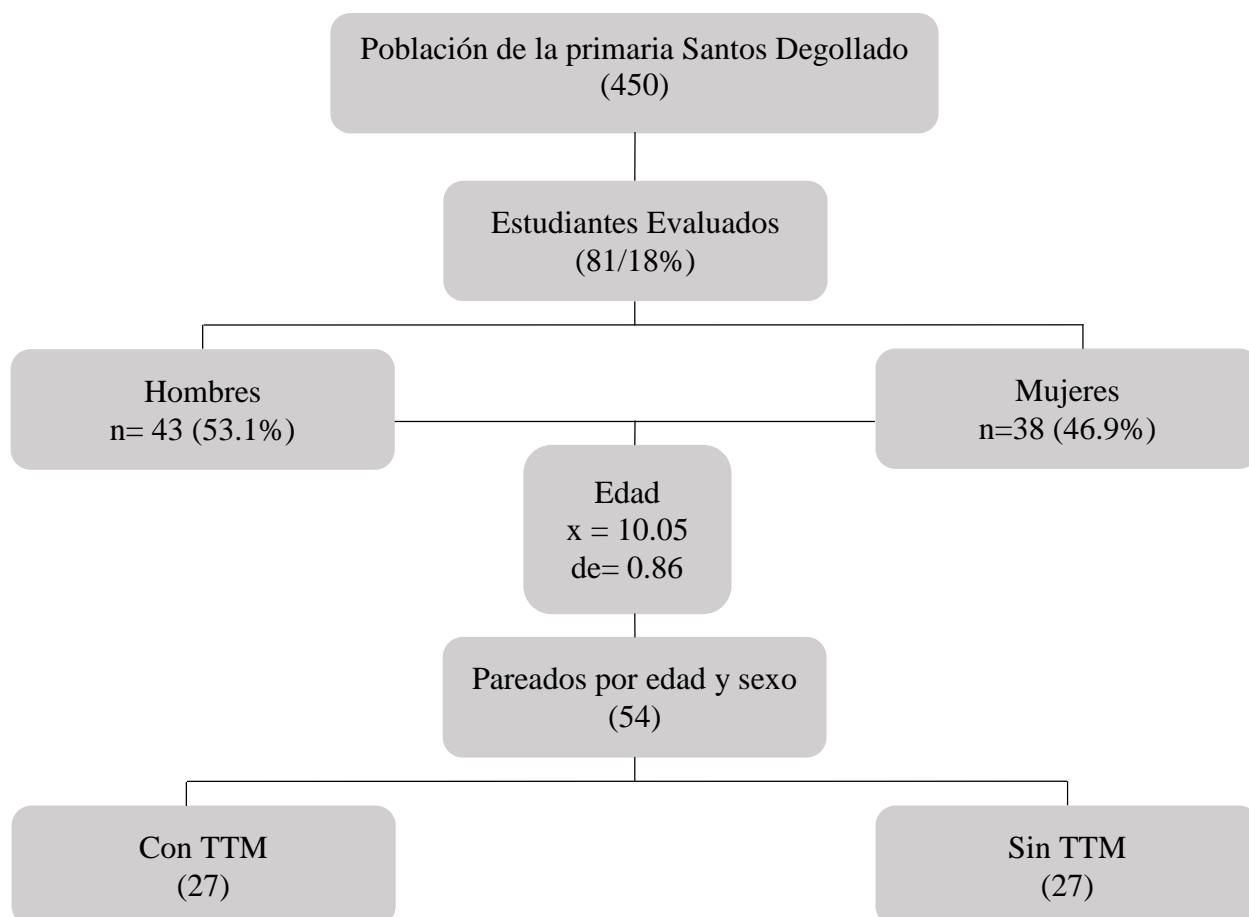 Población de la primaria Santos Degollado
(450)
Estudiantes Evaluados
(81/18%)
Hombres
n= 43 (53.1%)
Mujeres
n=38 (46.9%)
Edad
x = 10.05
de= 0.86
Pareados por edad y sexo
(54)
Con TTM
(27)
Sin TTM
(27)